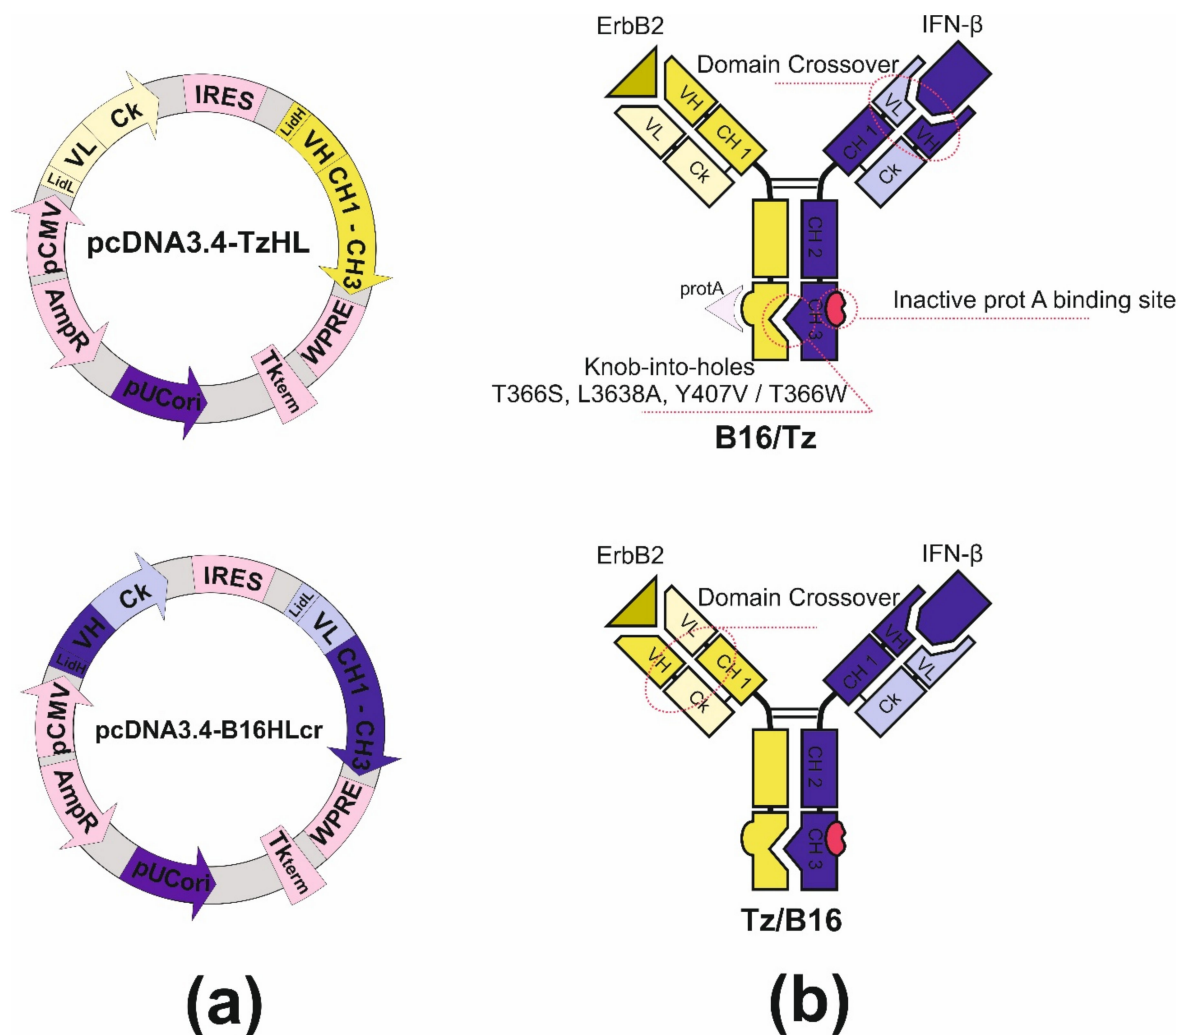 LidL
VL
Ck
IRES
LidH
VH
CH1 - CH3
WPRE
TKterm
pUCori
AmpR
pCMV
pcDNA3.4-TzHL
ErbB2
IFN-β
Domain Crossover
VH
CH 1
VL
Ck
VL
VH
CH 1
Ck
CH 2
CH 3
protA
Inactive prot A binding site
Knob-into-holes
T366S, L3638A, Y407V / T366W
B16/Tz
LidH
VH
Ck
IRES
LidL
VL
CH1 - CH3
WPRE
TKterm
pUCori
AmpR
pCMV
pcDNA3.4-B16HLcr
ErbB2
IFN-β
Domain Crossover
VL
CH 1
VH
Ck
VH
VL
CH 1
Ck
CH 2
CH 3
Tz/B16
(a)
(b)